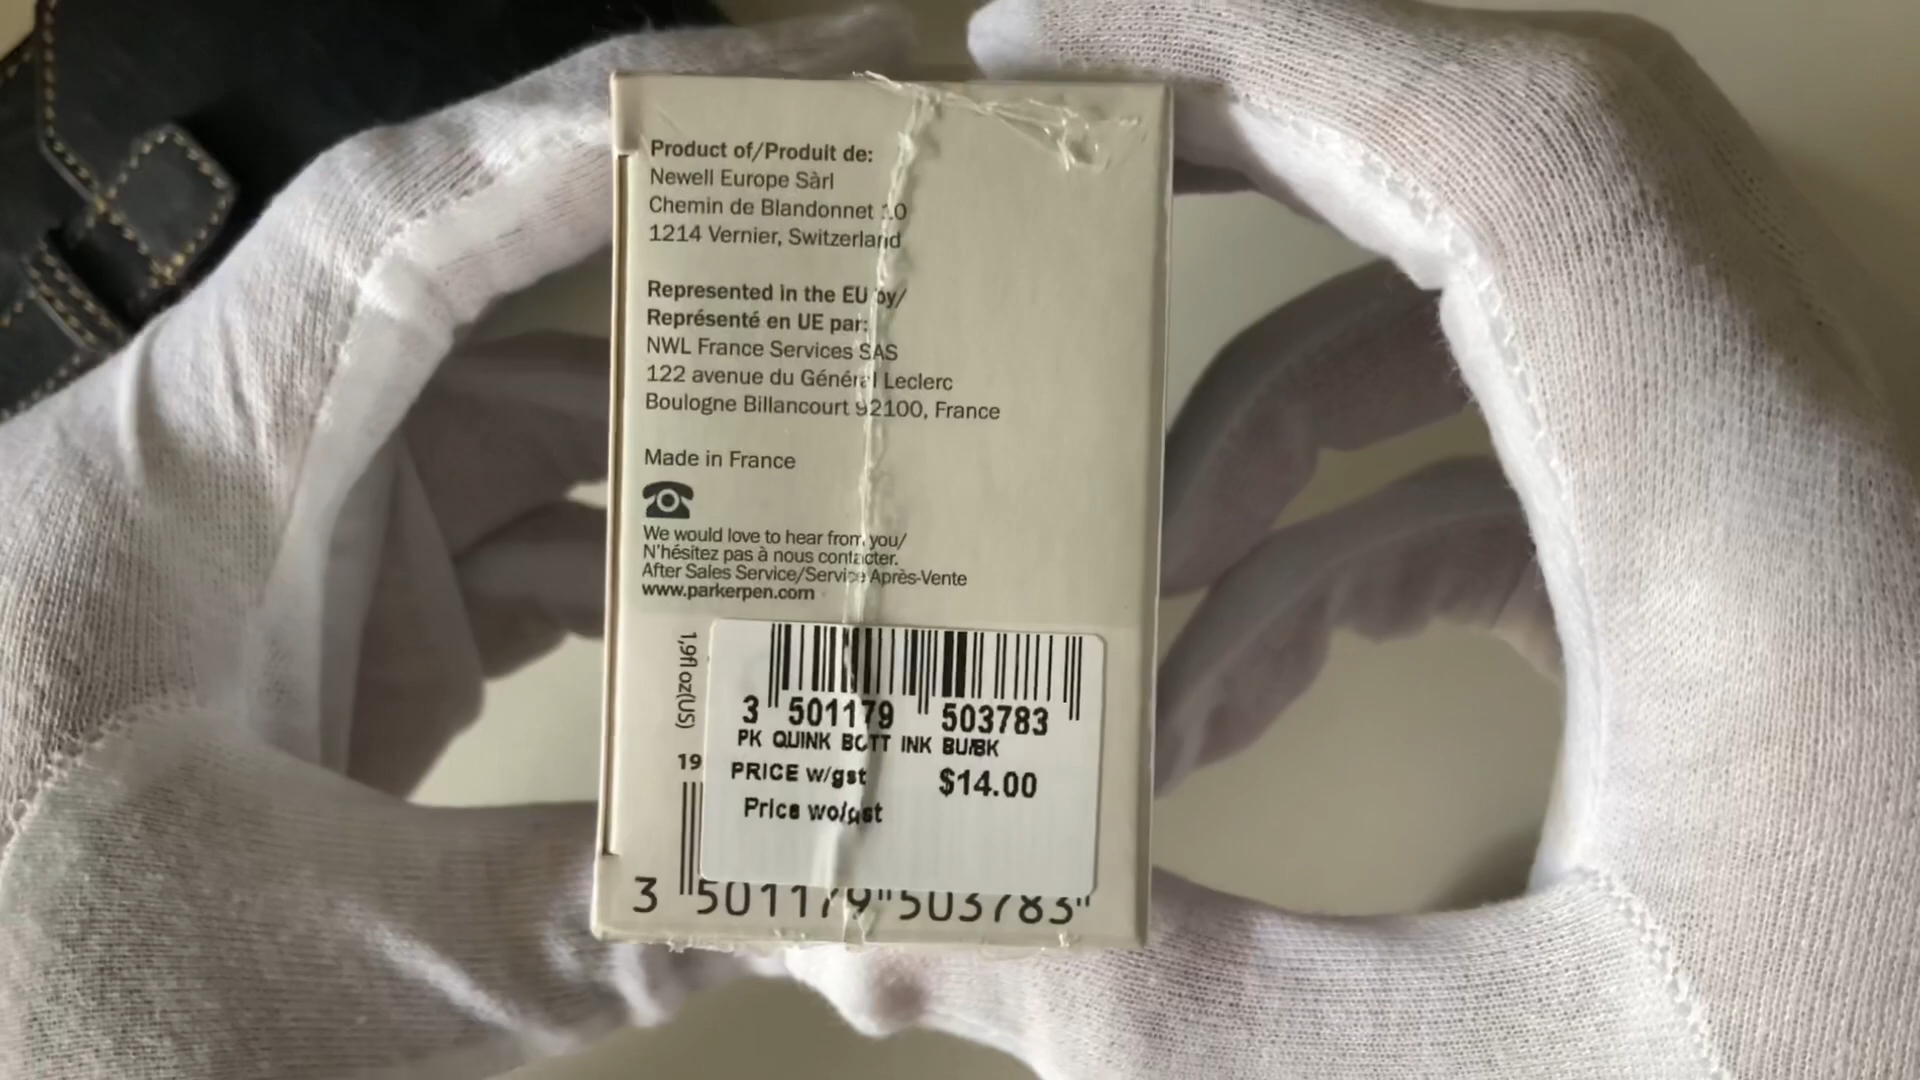 Product of/Produit de:
Newell Europe Sàrl
Chemin de Blandonnet 10
1214 Vernier, Switzerland
Represented in the EU by/
Représenté en UE par:
NWL France Services SAS
122 avenue du Général Leclerc
Boulogne Billancourt 92100, France
Made in France
We would love to hear from you/
N'hésitez pas à nous contacter.
After Sales Service/Service Après-Vente
www.parkerpen.com
1,9fl oz(US)
19
3 501179 503783
PK QUINK BOTT INK BU/BK
PRICE w/gst $14.00
Price wo/gst
3 501179 503783